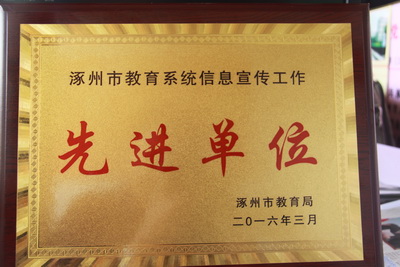 涿州市教育系统信息宣传工作
先进单位
涿州市教育局
二0一六年三月